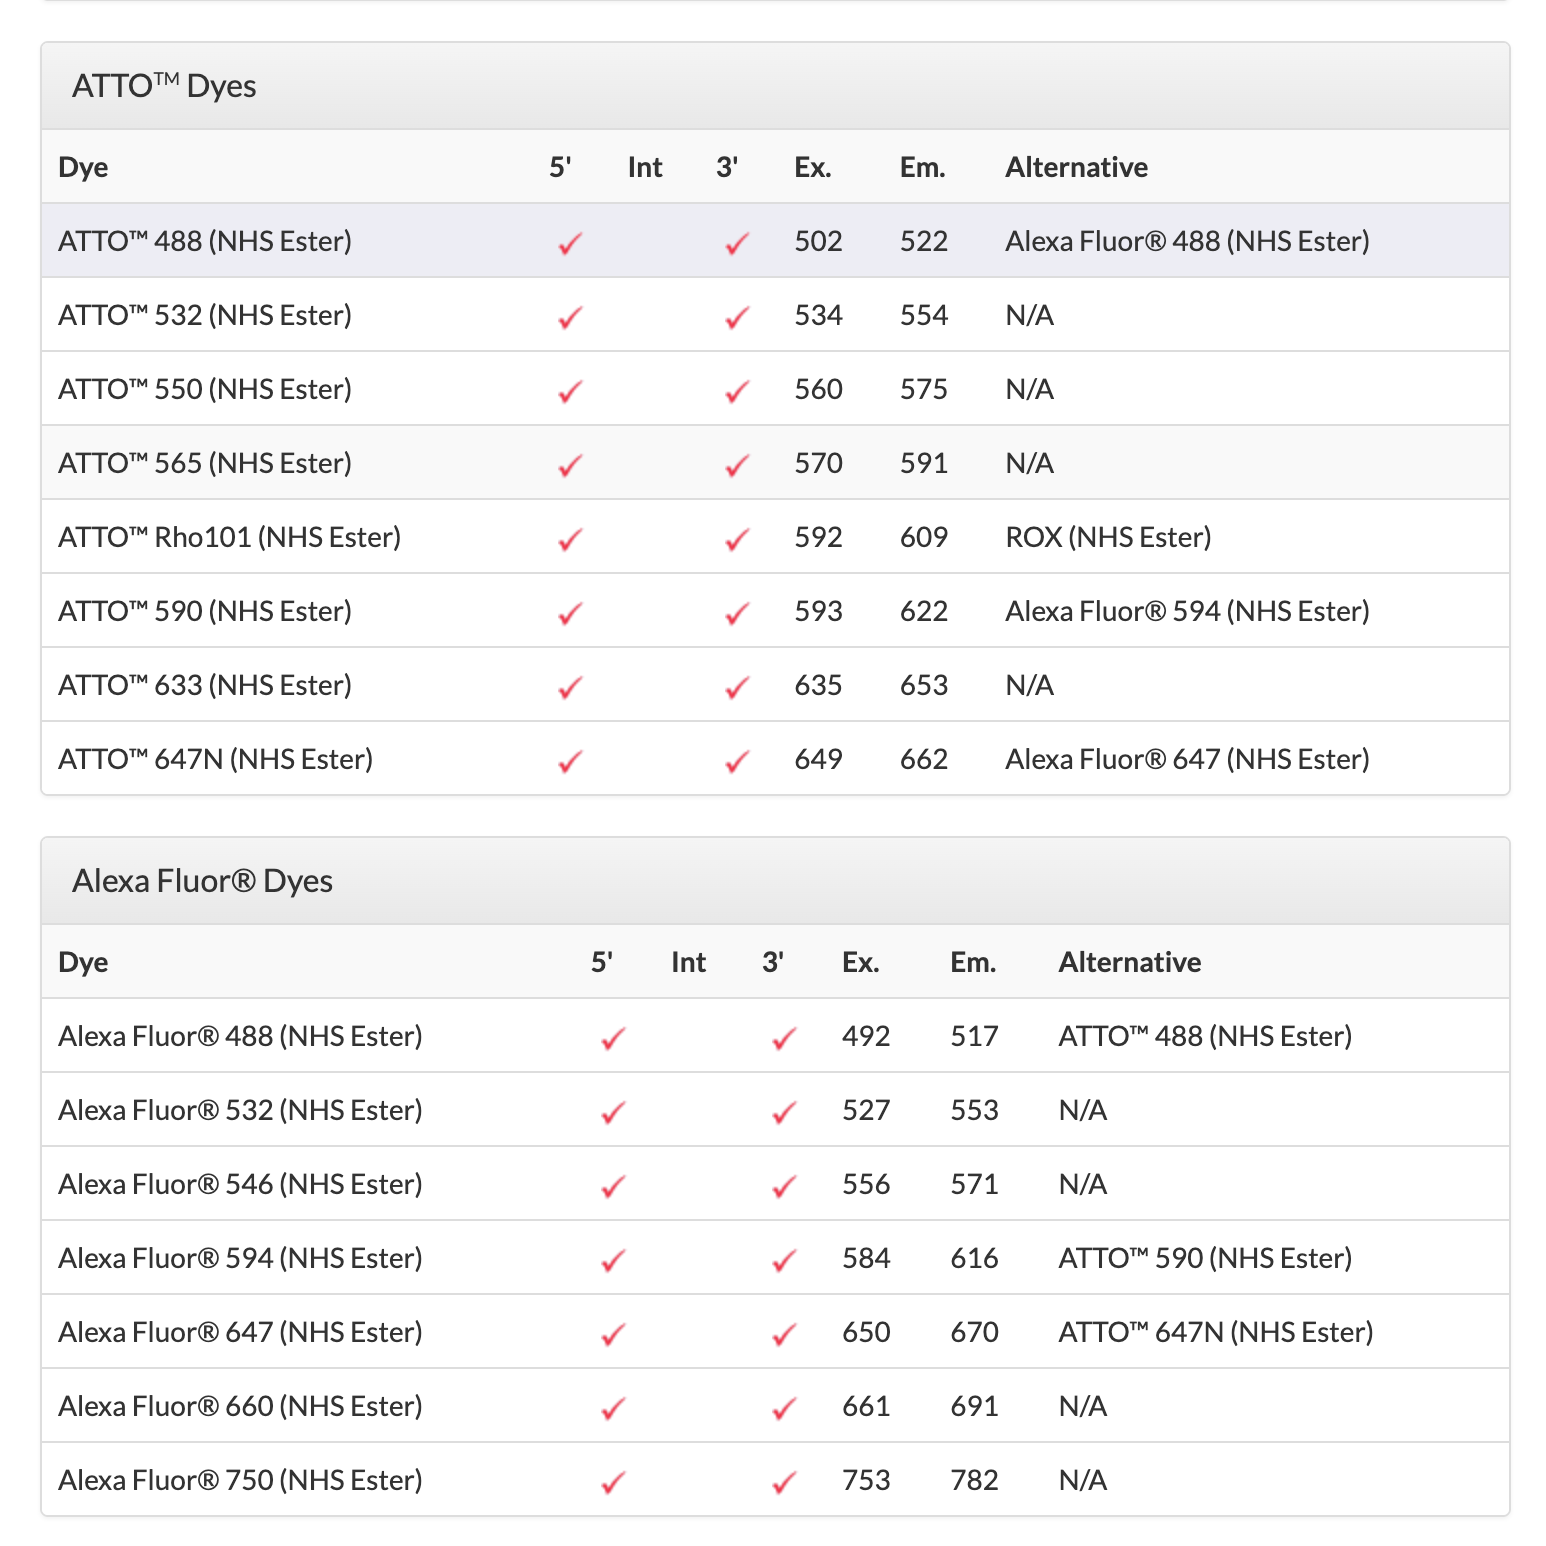 ATTO™ Dyes
Dye 5' Int 3' Ex. Em. Alternative
ATTO™ 488 (NHS Ester) ✓ ✓ 502 522 Alexa Fluor® 488 (NHS Ester)
ATTO™ 532 (NHS Ester) ✓ ✓ 534 554 N/A
ATTO™ 550 (NHS Ester) ✓ ✓ 560 575 N/A
ATTO™ 565 (NHS Ester) ✓ ✓ 570 591 N/A
ATTO™ Rho101 (NHS Ester) ✓ ✓ 592 609 ROX (NHS Ester)
ATTO™ 590 (NHS Ester) ✓ ✓ 593 622 Alexa Fluor® 594 (NHS Ester)
ATTO™ 633 (NHS Ester) ✓ ✓ 635 653 N/A
ATTO™ 647N (NHS Ester) ✓ ✓ 649 662 Alexa Fluor® 647 (NHS Ester)
Alexa Fluor® Dyes
Dye 5' Int 3' Ex. Em. Alternative
Alexa Fluor® 488 (NHS Ester) ✓ ✓ 492 517 ATTO™ 488 (NHS Ester)
Alexa Fluor® 532 (NHS Ester) ✓ ✓ 527 553 N/A
Alexa Fluor® 546 (NHS Ester) ✓ ✓ 556 571 N/A
Alexa Fluor® 594 (NHS Ester) ✓ ✓ 584 616 ATTO™ 590 (NHS Ester)
Alexa Fluor® 647 (NHS Ester) ✓ ✓ 650 670 ATTO™ 647N (NHS Ester)
Alexa Fluor® 660 (NHS Ester) ✓ ✓ 661 691 N/A
Alexa Fluor® 750 (NHS Ester) ✓ ✓ 753 782 N/A